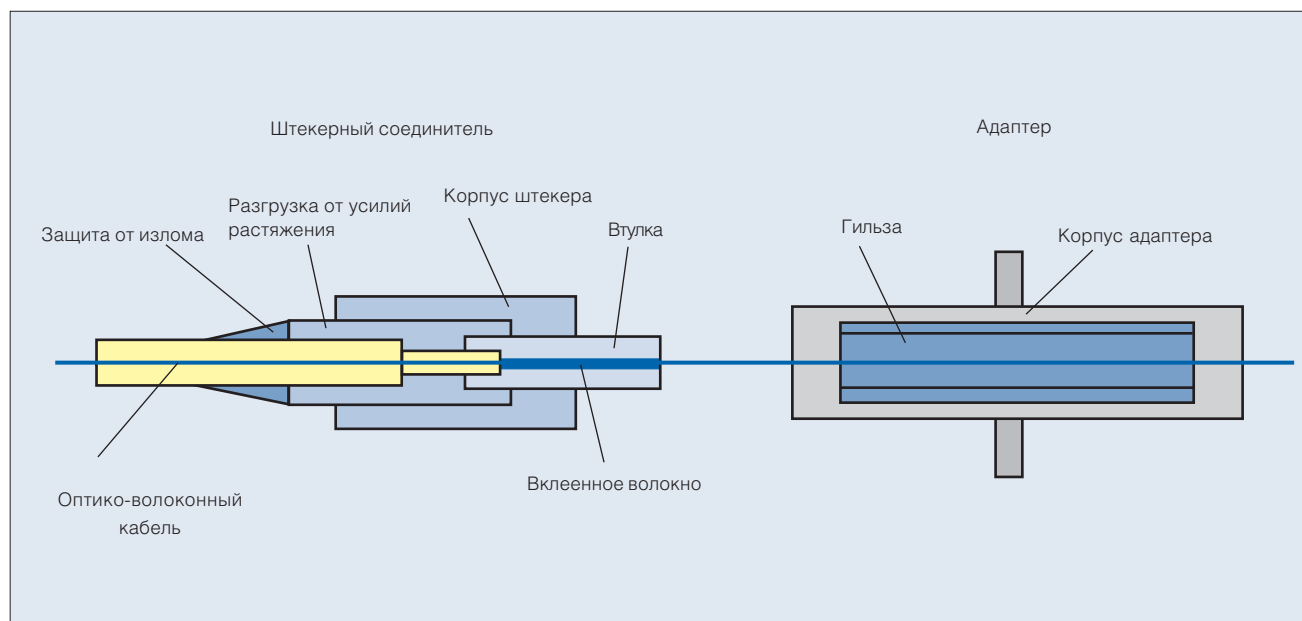 Штекерный соединитель
Адаптер
Корпус штекера
Разгрузка от усилий
растяжения
Защита от излома
Втулка
Гильза
Корпус адаптера
Вклеенное волокно
Оптико-волоконный
кабель